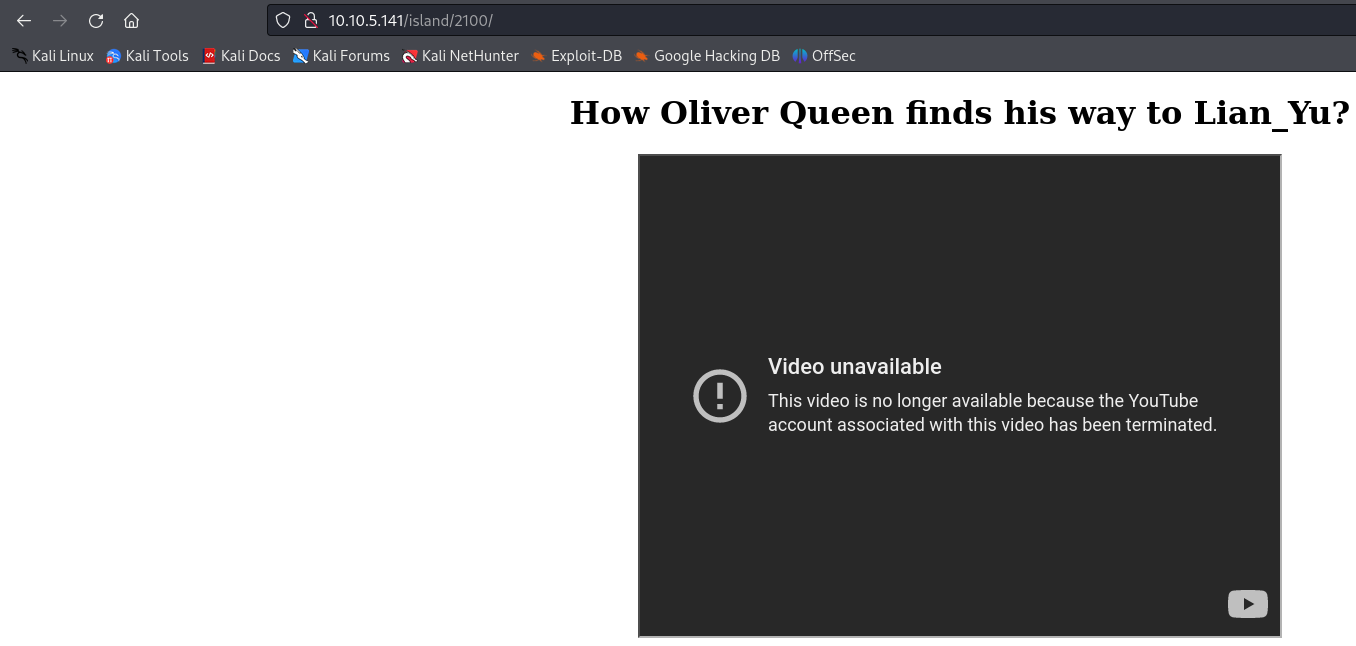 10.10.5.141/island/2100/
Kali Linux Kali Tools Kali Docs Kali Forums Kali NetHunter Exploit-DB Google Hacking DB OffSec
How Oliver Queen finds his way to Lian_Yu?
Video unavailable
This video is no longer available because the YouTube
account associated with this video has been terminated.